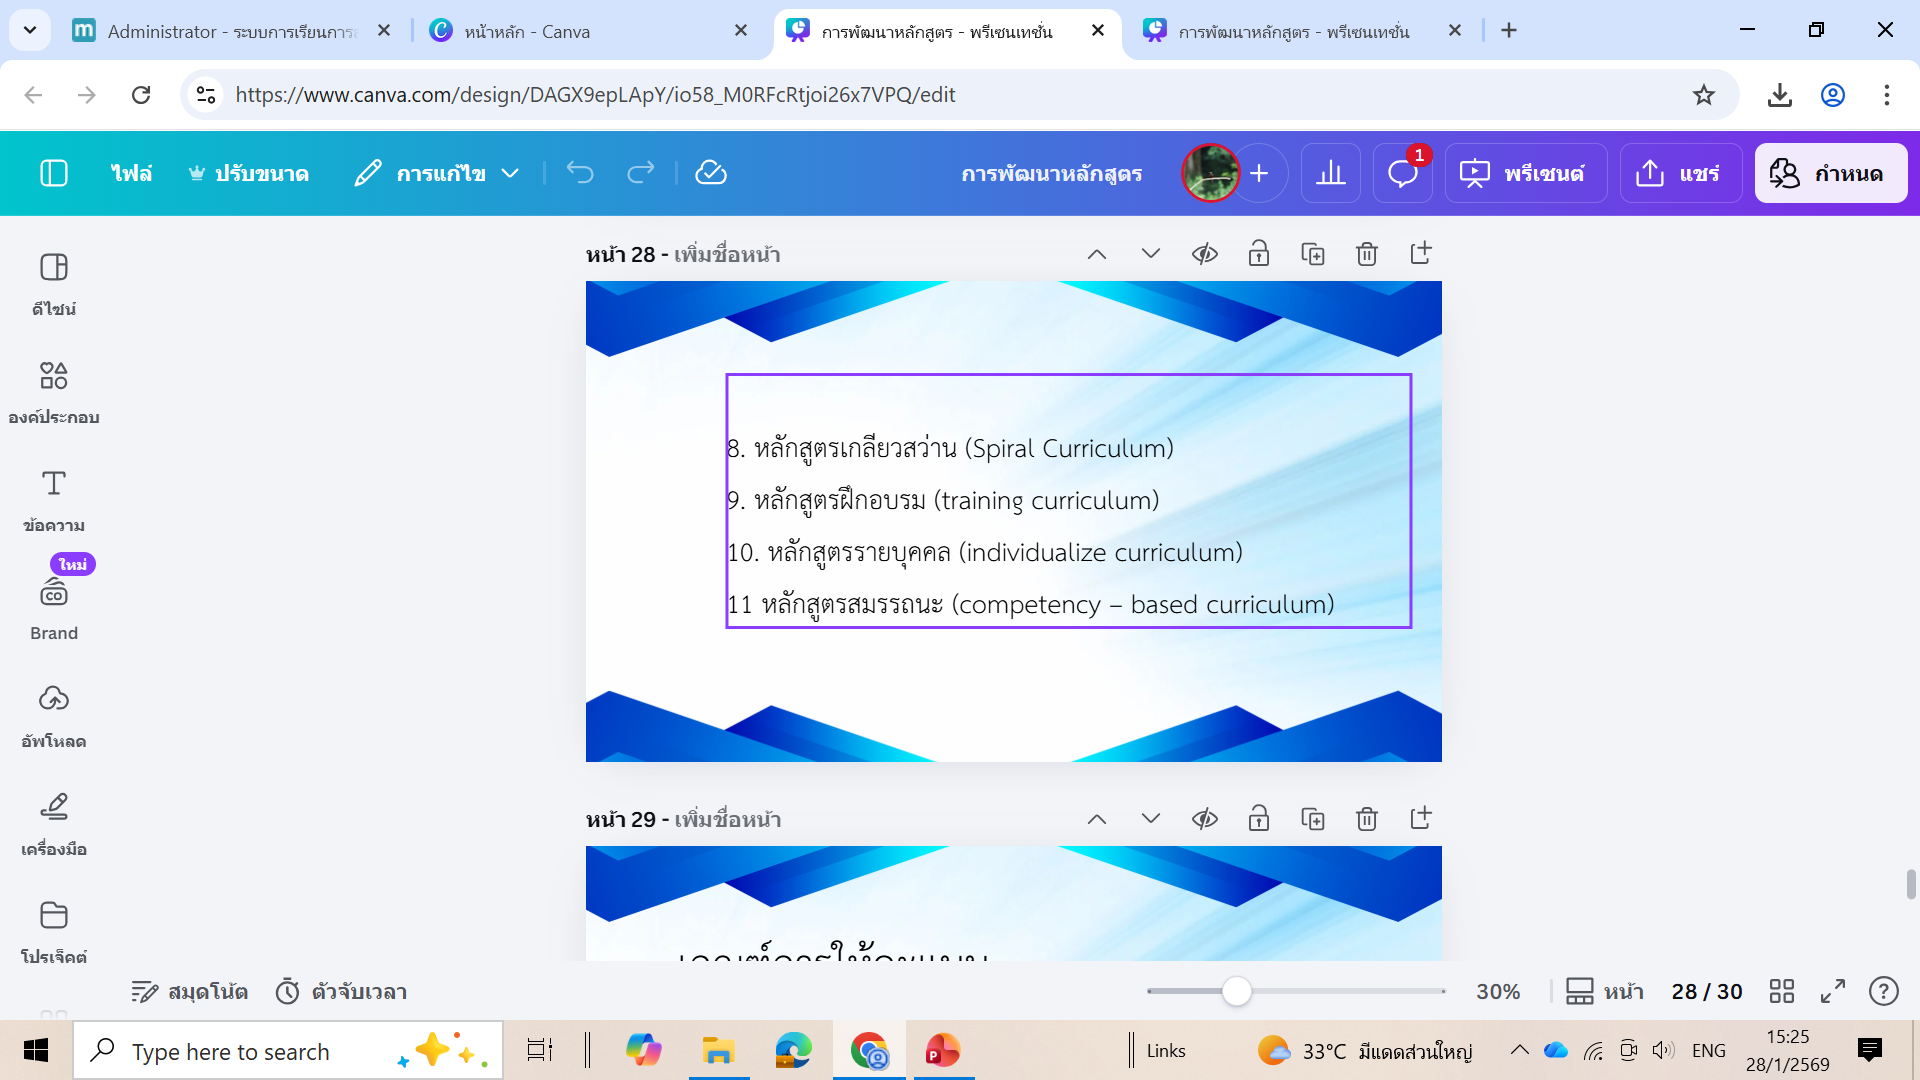 Administrator - ระบบการเรียนการส
หน้าหลัก - Canva
การพัฒนาหลักสูตร - พรีเซนเทชั่น
การพัฒนาหลักสูตร - พรีเซนเทชั่น
https://www.canva.com/design/DAGX9epLApY/io58_M0RFcRtjoi26x7VPQ/edit
ไฟล์
ปรับขนาด
การแก้ไข
การพัฒนาหลักสูตร
1
พรีเซนต์
แชร์
กำหนด
ดีไซน์
องค์ประกอบ
ข้อความ
ใหม่
Brand
อัพโหลด
เครื่องมือ
โปรเจ็คต์
หน้า 28 - เพิ่มชื่อหน้า
8. หลักสูตรเกลียวสว่าน (Spiral Curriculum)
9. หลักสูตรฝึกอบรม (training curriculum)
10. หลักสูตรรายบุคคล (individualize curriculum)
11 หลักสูตรสมรรถนะ (competency – based curriculum)
หน้า 29 - เพิ่มชื่อหน้า
เกณฑ์การให้คะแนน
สมุดโน้ต
ตัวจับเวลา
30%
หน้า
28 / 30
Type here to search
Links
33°C มีแดดส่วนใหญ่
ENG
15:25
28/1/2569